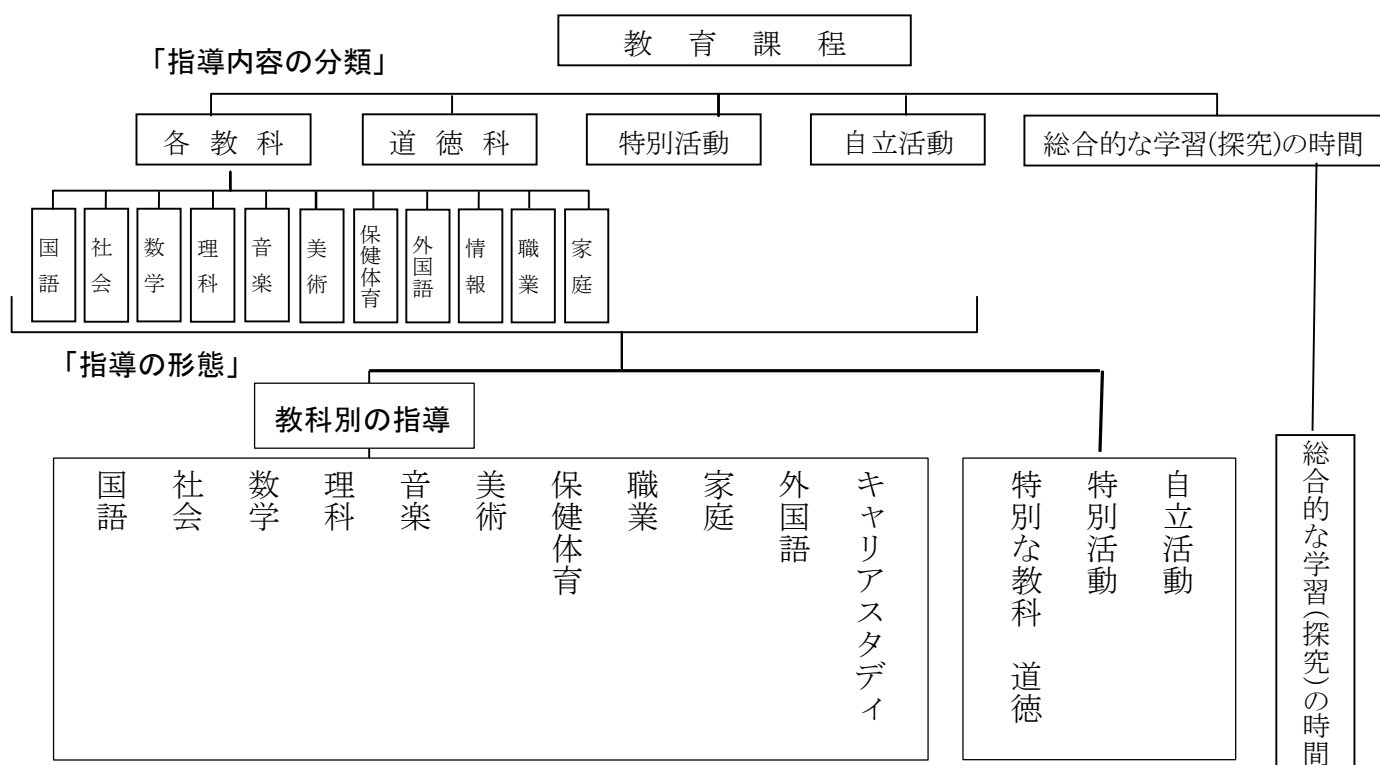 教育課程
「指導内容の分類」
各教科
道徳科
特別活動
自立活動
総合的な学習(探究)の時間
国語
社会
数学
理科
音楽
美術
保健体育
外国語
情報
職業
家庭
「指導の形態」
教科別の指導
国語
社会
数学
理科
音楽
美術
保健体育
職業
家庭
外国語
キャリアスタディ
特別な教科 道徳
特別活動
自立活動
総合的な学習(探究)の時間